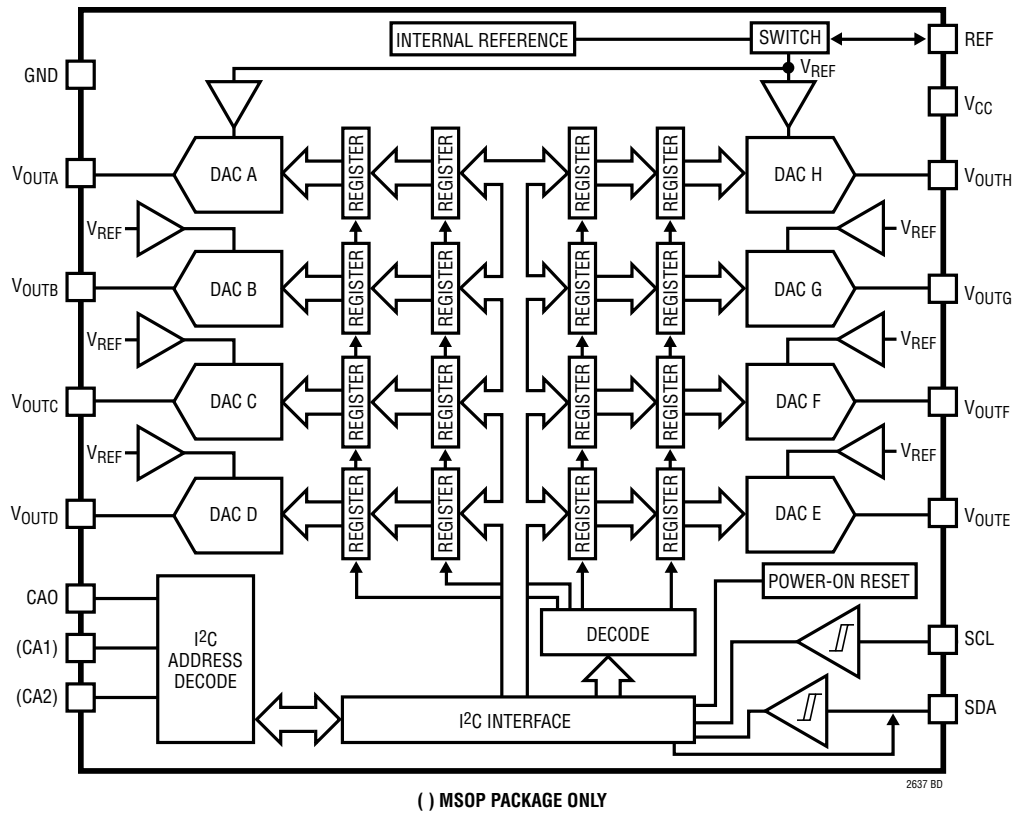 INTERNAL REFERENCE
SWITCH
REF
GND
VREF
VCC
REGISTER
REGISTER
REGISTER
REGISTER
VOUTA
DAC A
DAC H
VOUTH
VREF
VREF
REGISTER
REGISTER
REGISTER
REGISTER
VOUTB
DAC B
DAC G
VOUTG
VREF
VREF
REGISTER
REGISTER
REGISTER
REGISTER
VOUTC
DAC C
DAC F
VOUTF
VREF
VREF
REGISTER
REGISTER
REGISTER
REGISTER
VOUTD
DAC D
DAC E
VOUTE
POWER-ON RESET
CAO
(CA1)
(CA2)
I2C
ADDRESS
DECODE
DECODE
SCL
I2C INTERFACE
SDA
2637 BD
( ) MSOP PACKAGE ONLY